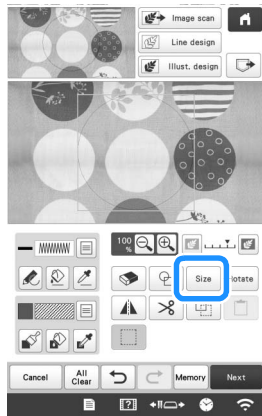 Image scan
Line design
Illust. design
100 %
Size
Rotate
Cancel
All Clear
Memory
Next